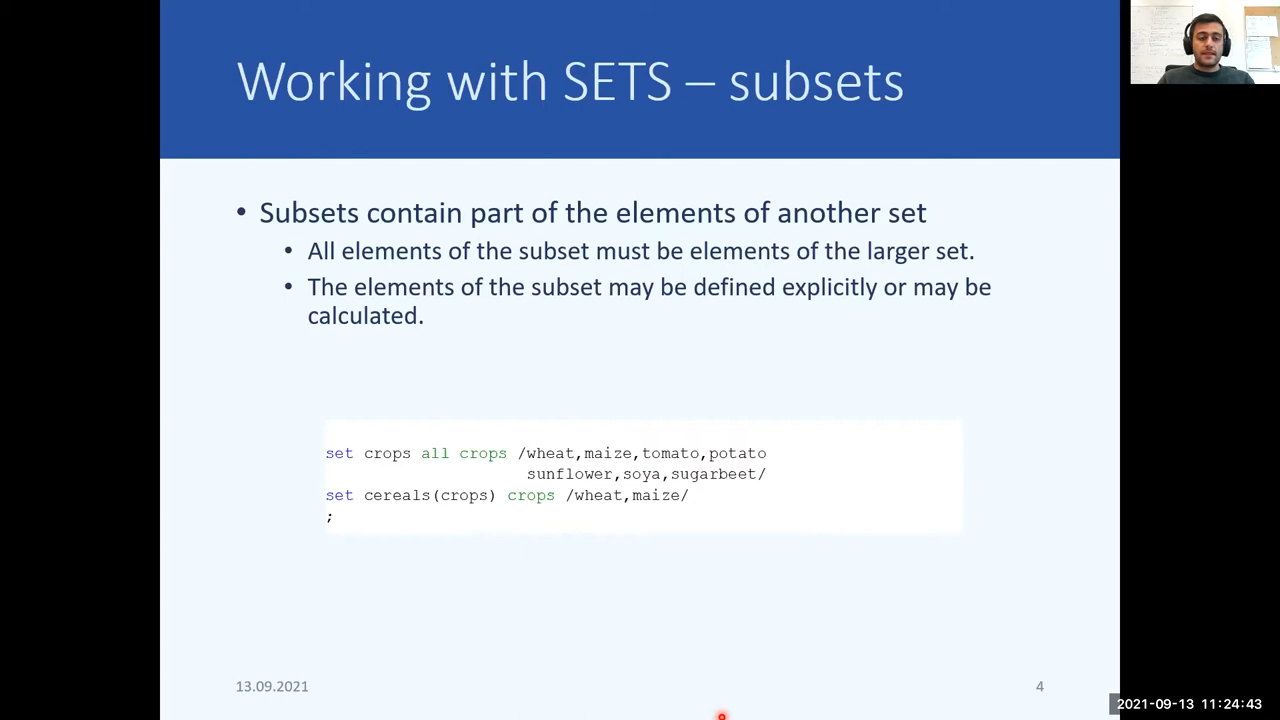 Working with SETS – subsets
• Subsets contain part of the elements of another set
• All elements of the subset must be elements of the larger set.
• The elements of the subset may be defined explicitly or may be
calculated.
set crops all crops /wheat,maize,tomato,potato
sunflower,soya,sugarbeet/
set cereals(crops) crops /wheat,maize/
;
13.09.2021
4
2021-09-13 11:24:43